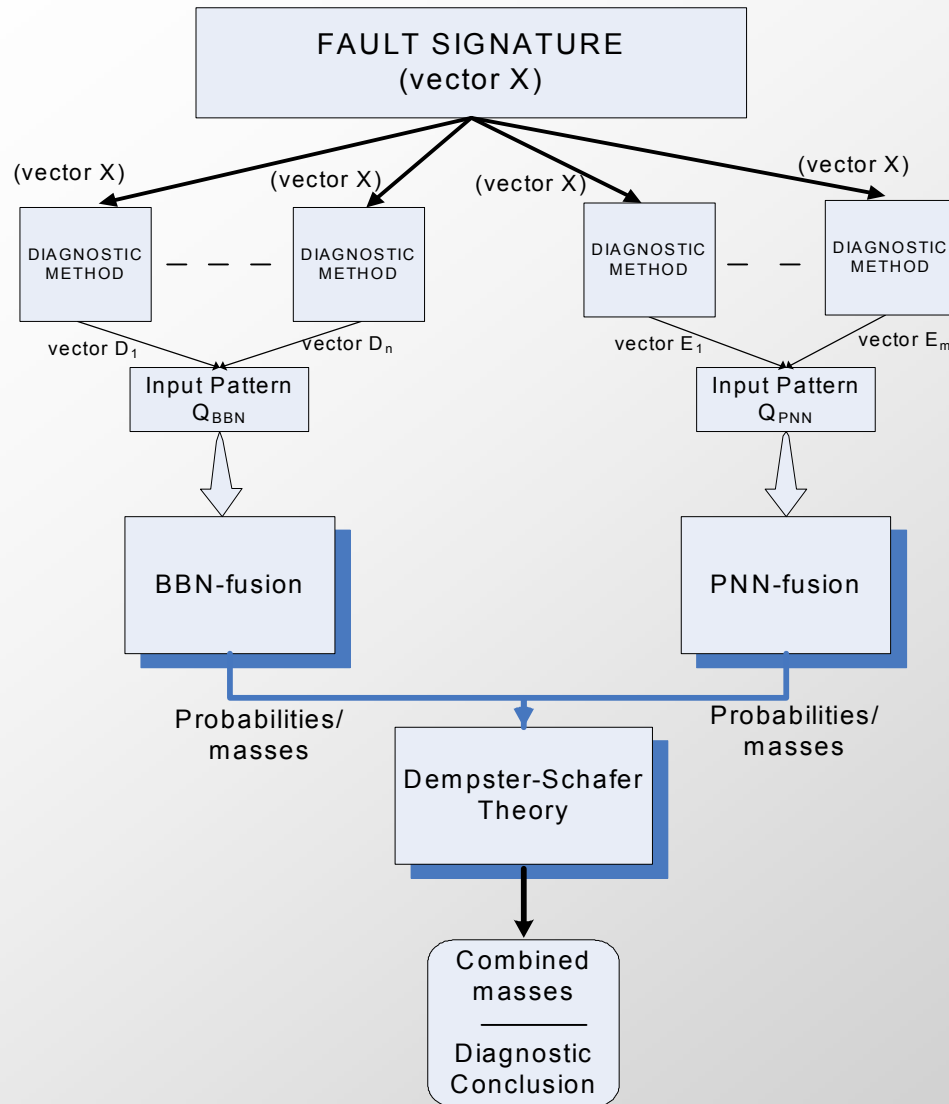 FAULT SIGNATURE
(vector X)
(vector X)
(vector X)
(vector X)
(vector X)
DIAGNOSTIC
METHOD
DIAGNOSTIC
METHOD
DIAGNOSTIC
METHOD
DIAGNOSTIC
METHOD
vector D₁
vector Dₙ
vector E₁
vector Eₘ
Input Pattern
Q_BBN
Input Pattern
Q_PNN
BBN-fusion
PNN-fusion
Probabilities/
masses
Probabilities/
masses
Dempster-Schafer
Theory
Combined
masses
Diagnostic
Conclusion